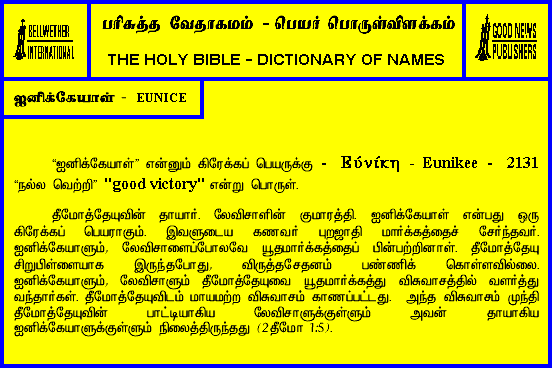 BELLWETHER
INTERNATIONAL
பரிசுத்த வேதாகமம் - பெயர் பொருள்விளக்கம்
THE HOLY BIBLE - DICTIONARY OF NAMES
GOOD NEWS
PUBLISHERS
ஐனிக்கேயாள் - EUNICE
“ஐனிக்கேயாள்” என்னும் கிரேக்கப் பெயருக்கு - Εὐνίκη - Eunikee - 2131
“நல்ல வெற்றி” "good victory" என்று பொருள்.
தீமோத்தேயுவின் தாயார். லேவிசாளின் குமாரத்தி. ஐனிக்கேயாள் என்பது ஒரு
கிரேக்கப் பெயராகும். இவளுடைய கணவர் புறஜாதி மார்க்கத்தைச் சேர்ந்தவர்.
ஐனிக்கேயாளும், லேவிசாளைப்போலவே யூதமார்க்கத்தைப் பின்பற்றினாள். தீமோத்தேயு
சிறுபிள்ளையாக இருந்தபோது, விருத்தசேதனம் பண்ணிக் கொள்ளவில்லை.
ஐனிக்கேயாளும், லேவிசாளும் தீமோத்தேயுவை யூதமார்க்கத்து விசுவாசத்தில் வளர்த்து
வந்தார்கள். தீமோத்தேயுவிடம் மாயமற்ற விசுவாசம் காணப்பட்டது. அந்த விசுவாசம் முந்தி
தீமோத்தேயுவின் பாட்டியாகிய லேவிசாளுக்குள்ளும் அவன் தாயாகிய
ஐனிக்கேயாளுக்குள்ளும் நிலைத்திருந்தது (2தீமோ 1:5).